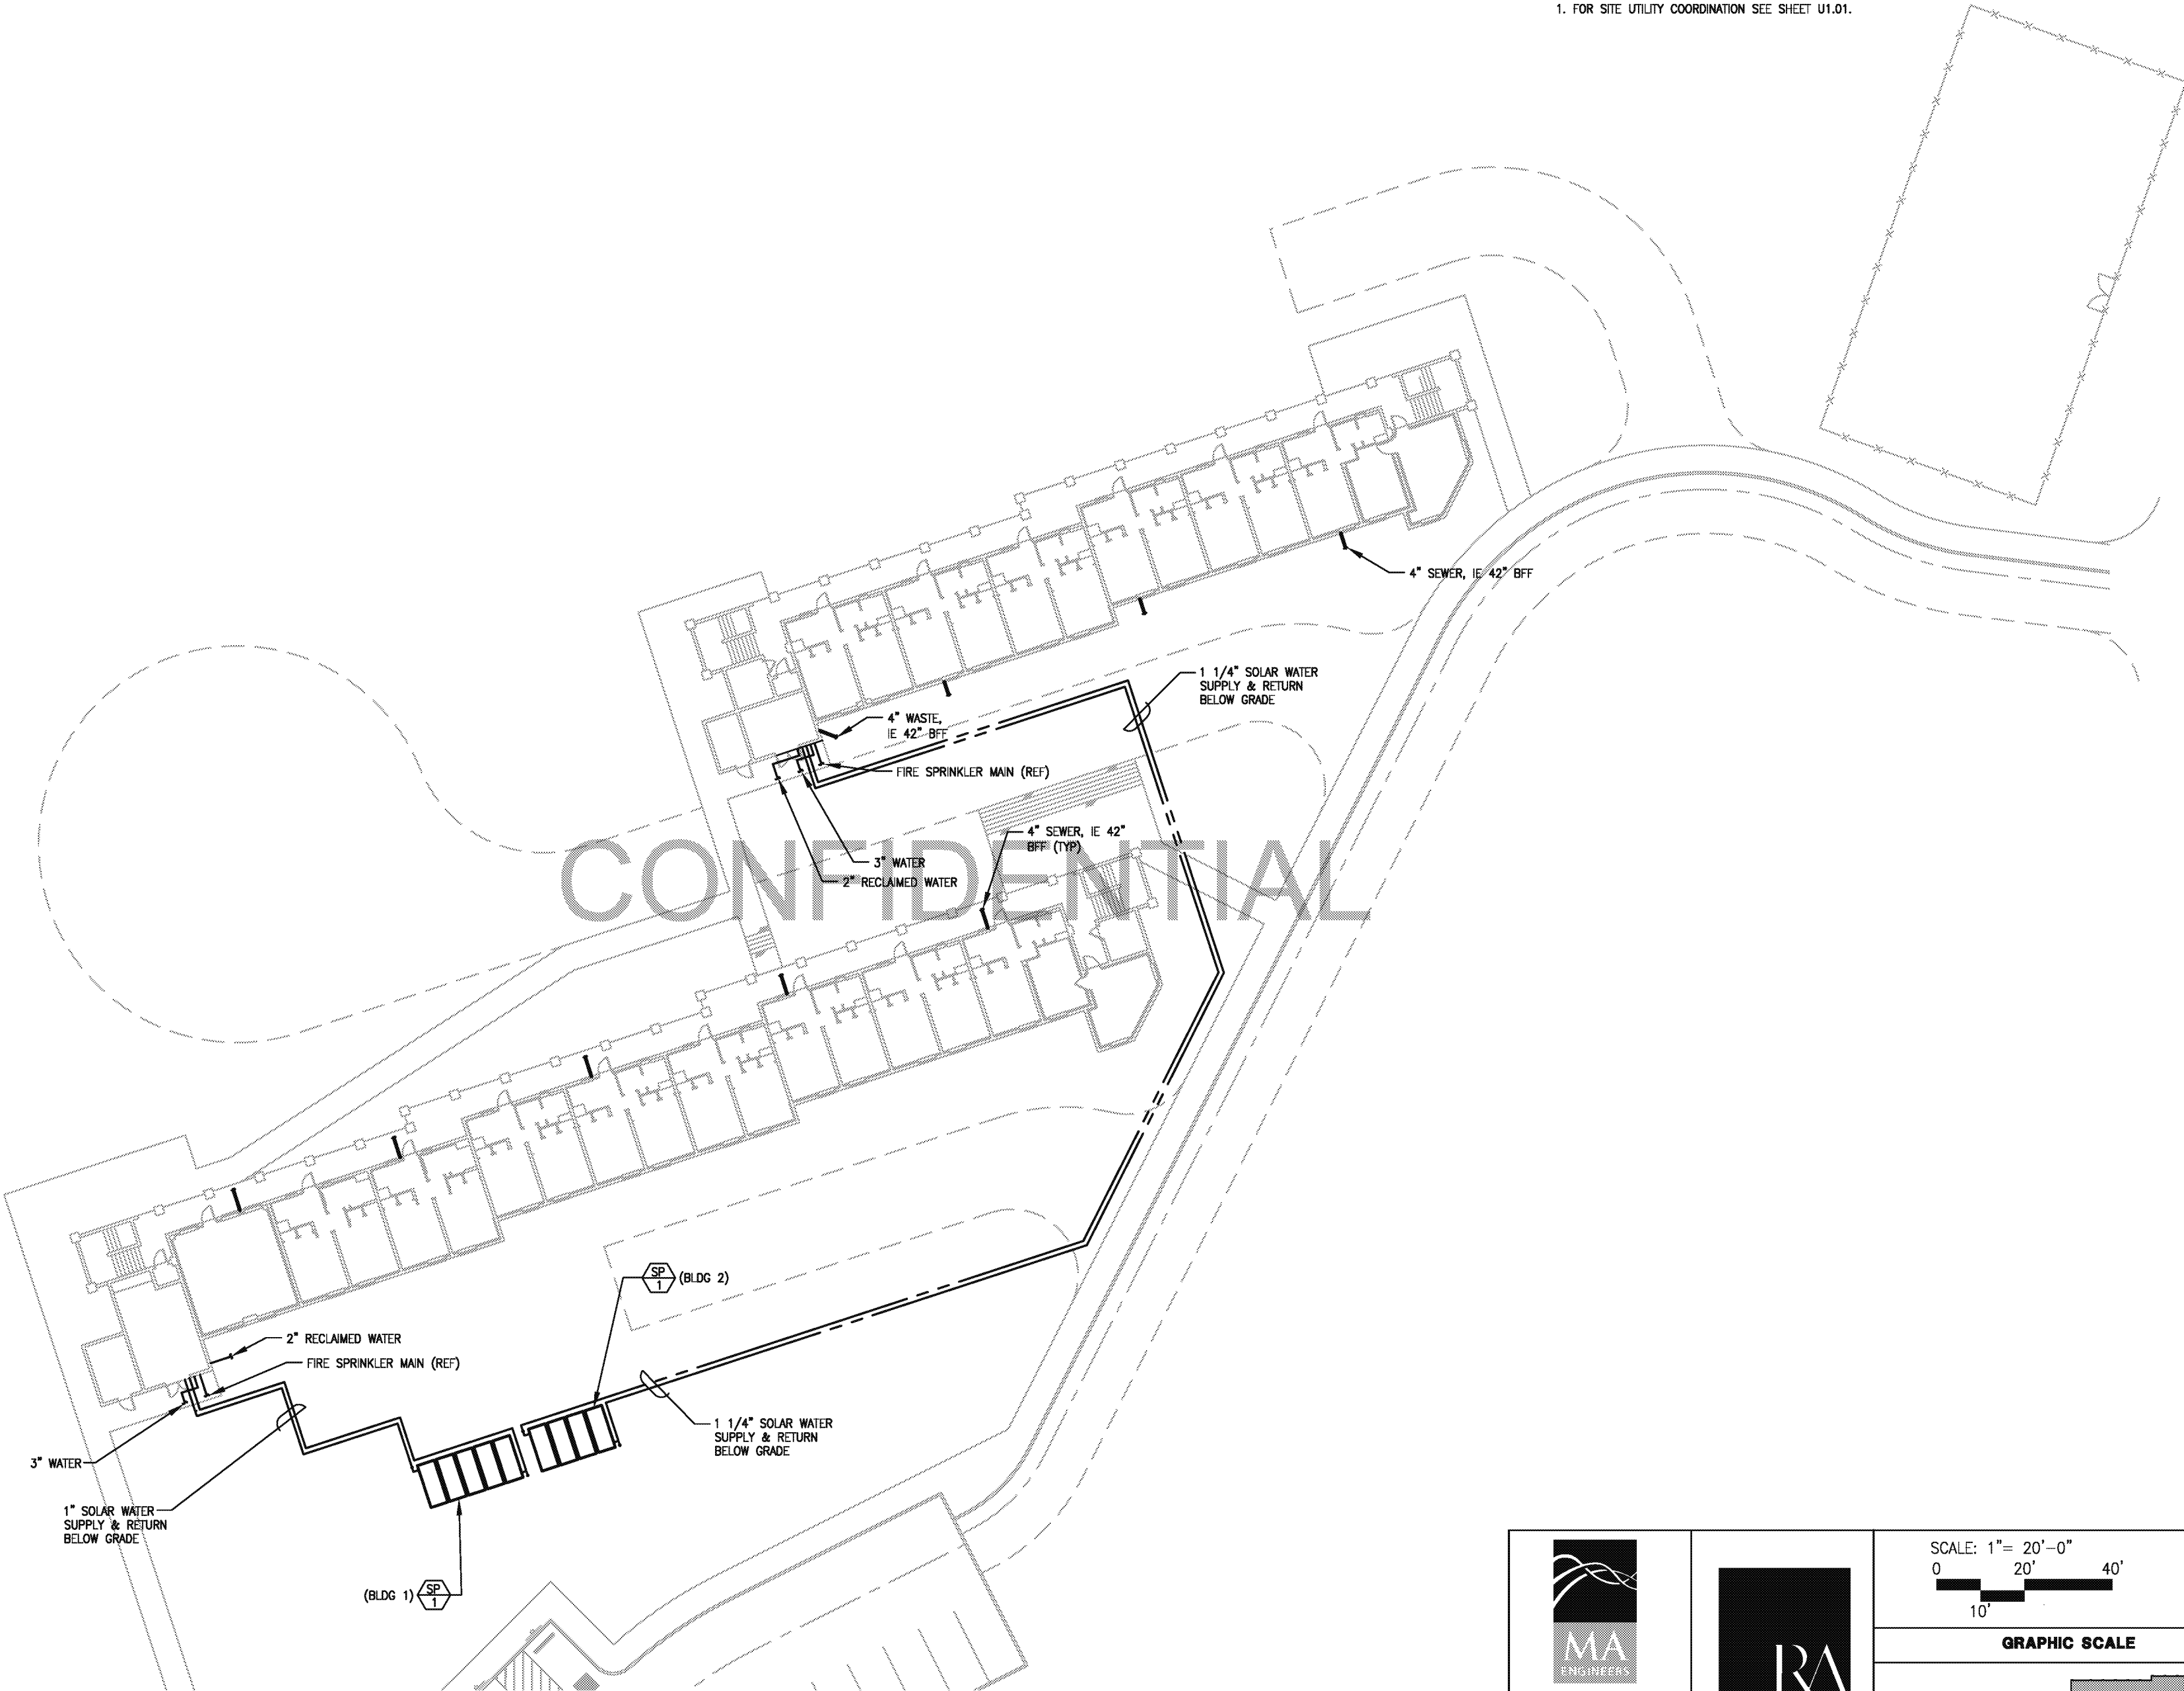 1. FOR SITE UTILITY COORDINATION SEE SHEET U1.01.
4" SEWER, IE 42" BFF
1 1/4" SOLAR WATER
SUPPLY & RETURN
BELOW GRADE
4" WASTE,
IE 42" BFF
FIRE SPRINKLER MAIN (REF)
4" SEWER, IE 42"
BFF (TYP)
3" WATER
2" RECLAIMED WATER
CONFIDENTIAL
SP
1
(BLDG 2)
2" RECLAIMED WATER
FIRE SPRINKLER MAIN (REF)
1 1/4" SOLAR WATER
SUPPLY & RETURN
BELOW GRADE
3" WATER
1" SOLAR WATER
SUPPLY & RETURN
BELOW GRADE
(BLDG 1)
SP
1
SCALE: 1"= 20'-0"
0 20' 40'
10'
GRAPHIC SCALE
MA
ENGINEERS
RA